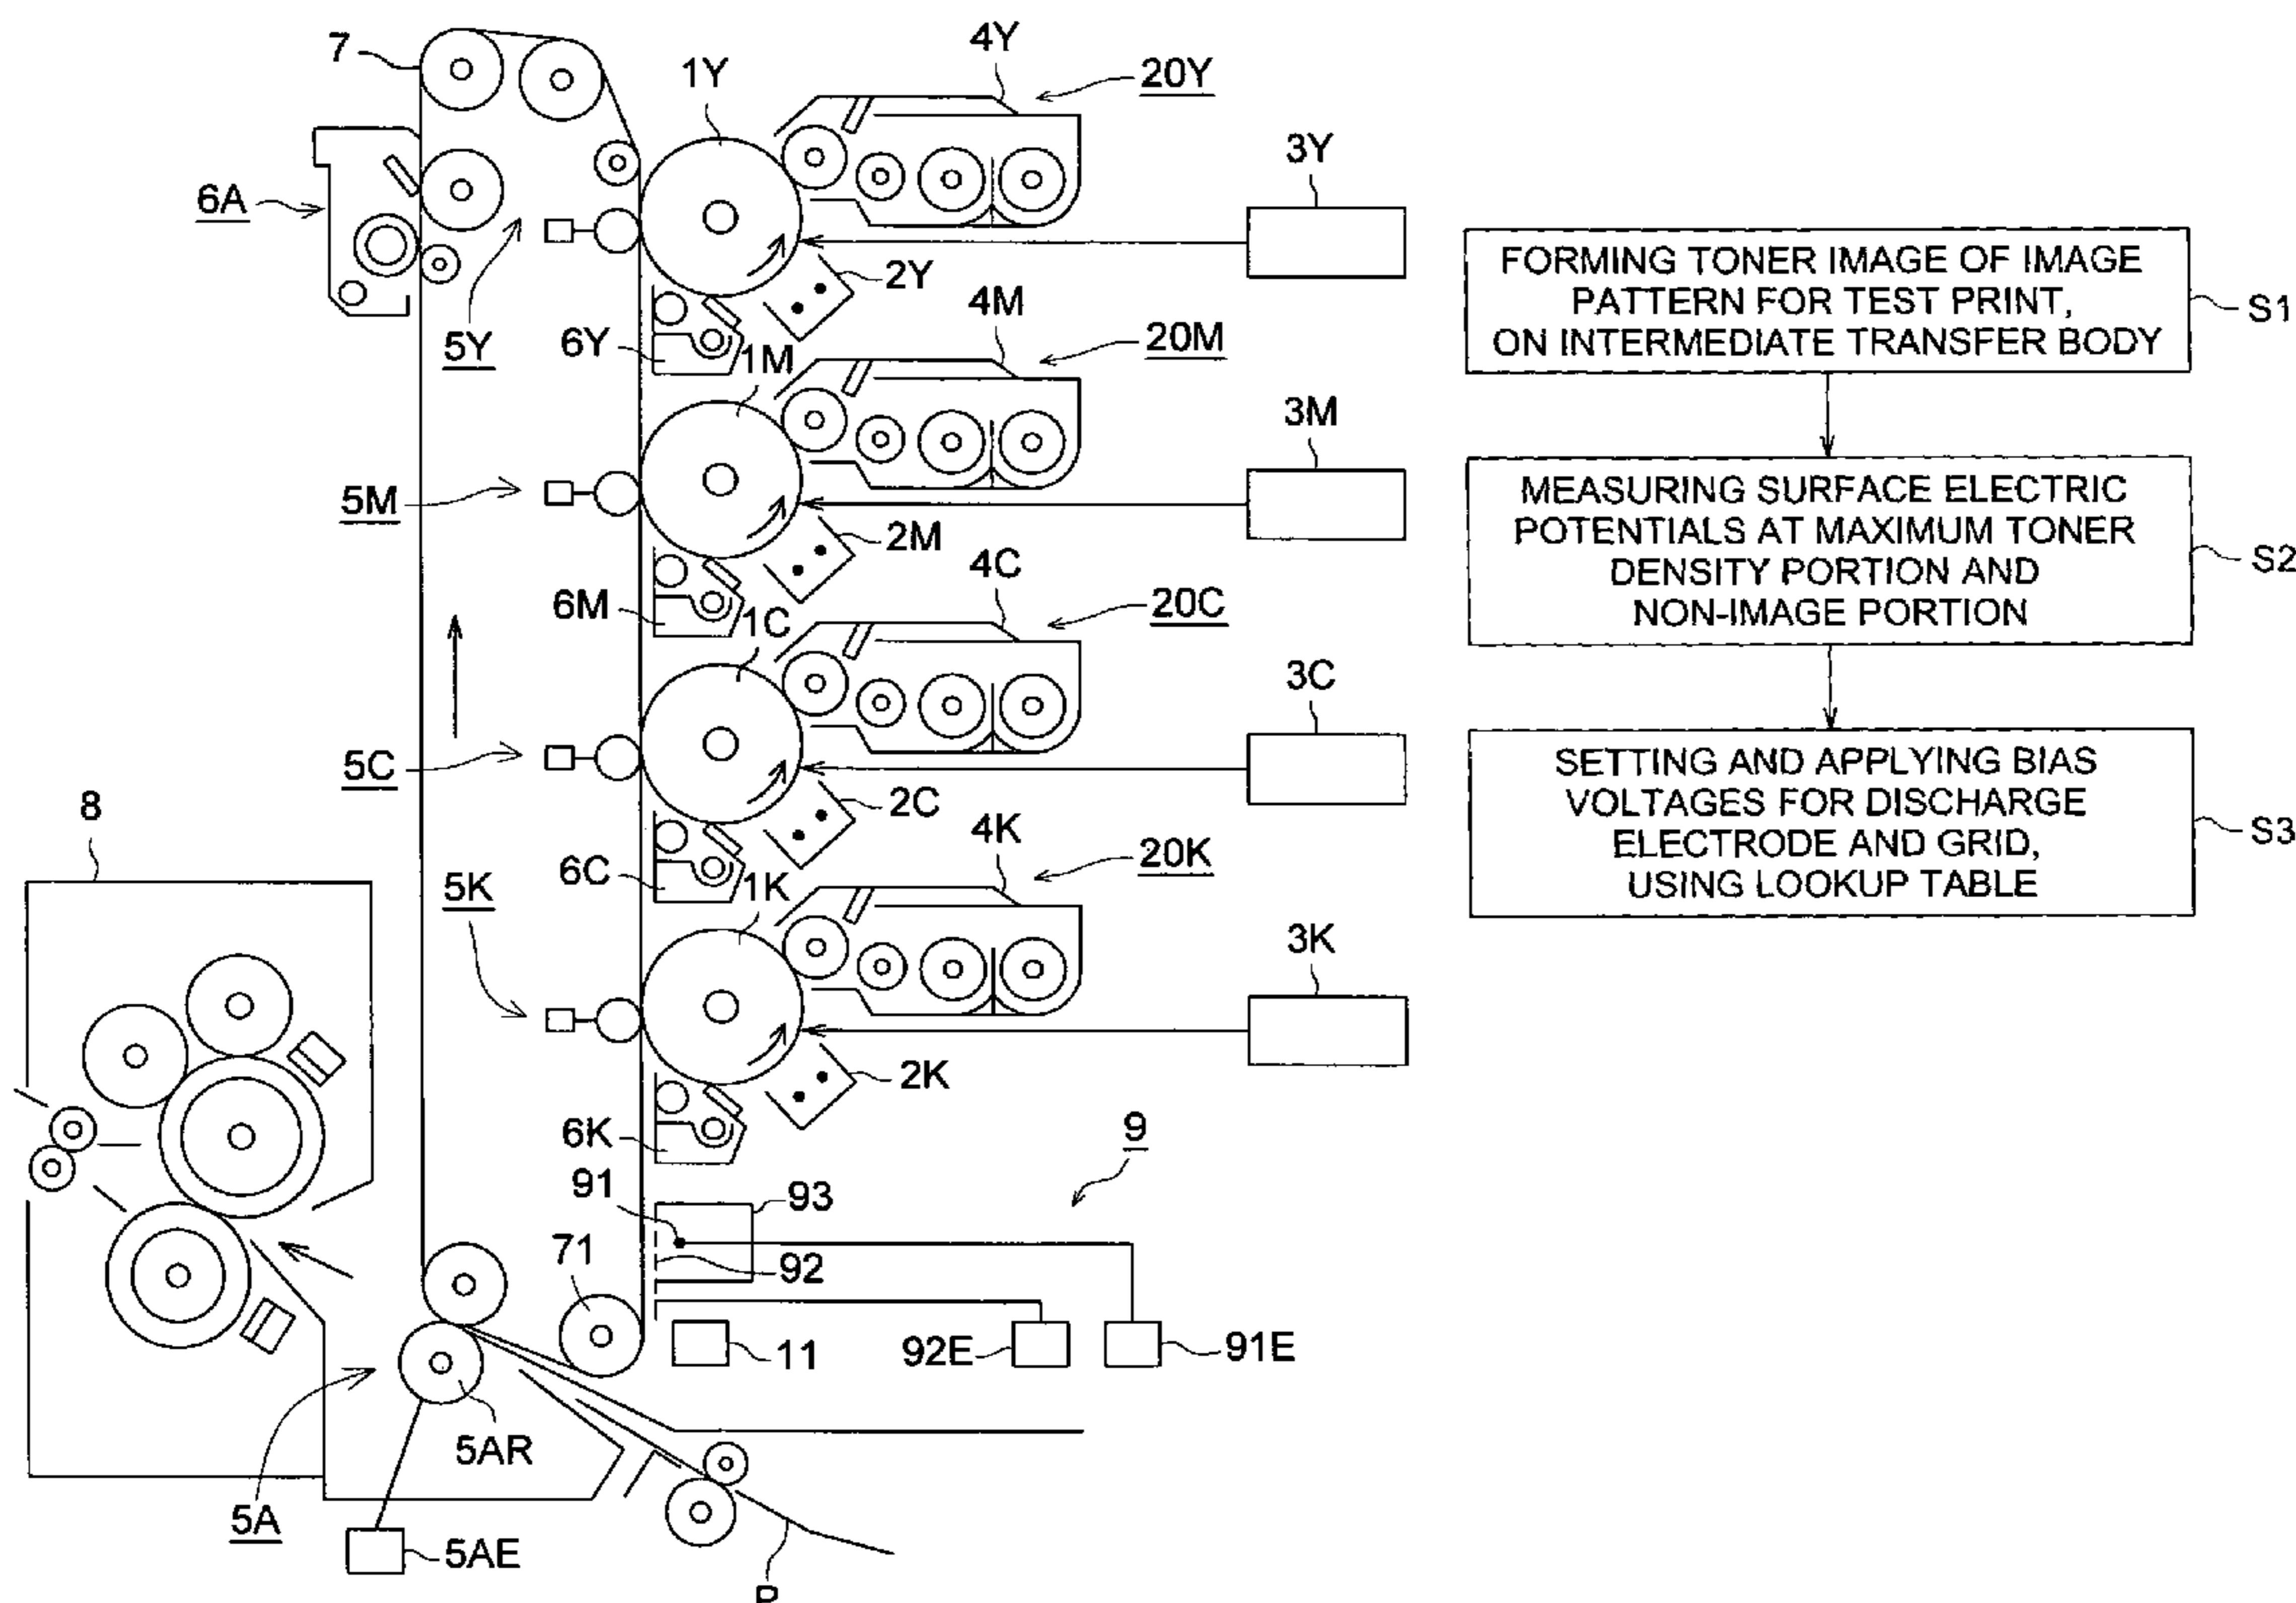 7
4Y
20Y
1Y
3Y
6A
2Y
4M
5Y
6Y
1M
20M
3M
5M
2M
4C
6M
1C
20C
3C
5C
2C
8
4K
5K
6C
1K
20K
3K
2K
6K
9
91
93
71
92
11
92E
91E
5AR
5A
5AE
P
FORMING TONER IMAGE OF IMAGE
PATTERN FOR TEST PRINT,
ON INTERMEDIATE TRANSFER BODY
S1
MEASURING SURFACE ELECTRIC
POTENTIALS AT MAXIMUM TONER
DENSITY PORTION AND
NON-IMAGE PORTION
S2
SETTING AND APPLYING BIAS
VOLTAGES FOR DISCHARGE
ELECTRODE AND GRID,
USING LOOKUP TABLE
S3